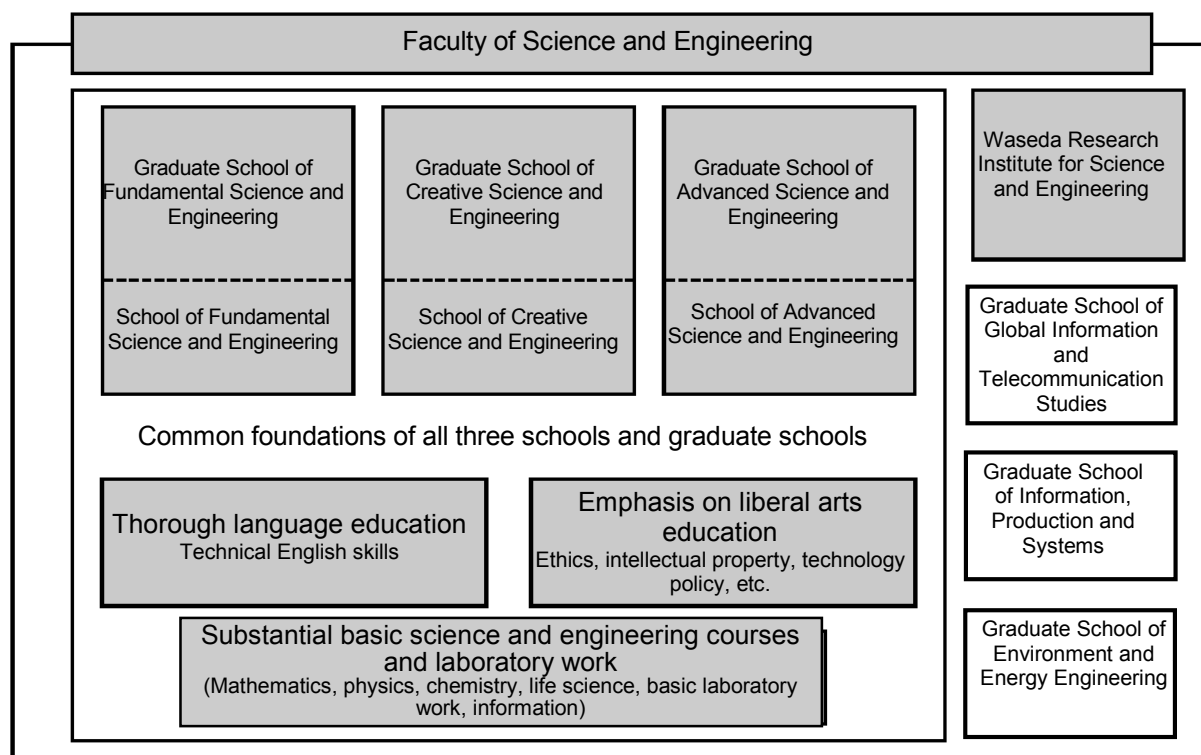 Faculty of Science and Engineering
Graduate School of
Fundamental Science and
Engineering
School of Fundamental
Science and Engineering
Graduate School of
Creative Science and
Engineering
School of Creative
Science and Engineering
Graduate School of
Advanced Science and
Engineering
School of Advanced
Science and Engineering
Common foundations of all three schools and graduate schools
Thorough language education
Technical English skills
Emphasis on liberal arts
education
Ethics, intellectual property, technology
policy, etc.
Substantial basic science and engineering courses
and laboratory work
(Mathematics, physics, chemistry, life science, basic laboratory
work, information)
Waseda Research
Institute for Science
and Engineering
Graduate School of
Global Information
and
Telecommunication
Studies
Graduate School
of Information,
Production and
Systems
Graduate School of
Environment and
Energy Engineering